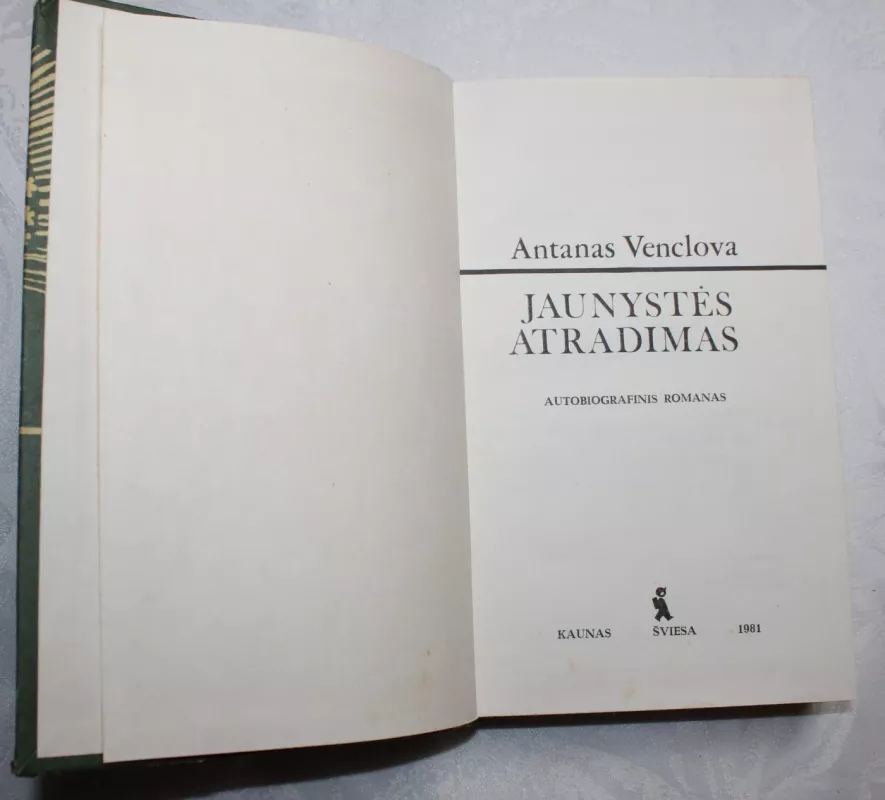 Antanas Venclova
JAUNYSTĖS
ATRADIMAS
AUTOBIOGRAFINIS ROMANAS
KAUNAS ŠVIESA 1981